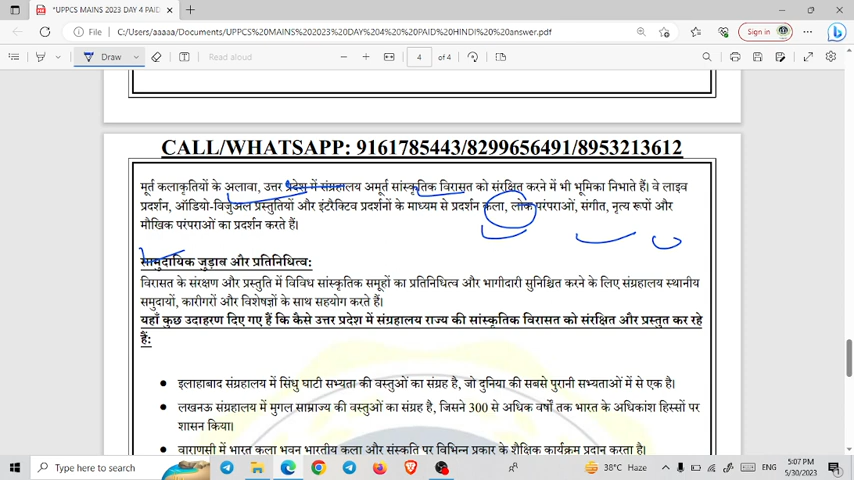 *UPPCS MAINS 2023 DAY 4 PAID
File C:/Users/aaaaa/Documents/UPPCS%20MAINS%202023%20DAY%204%20%20PAID%20HINDI%20%20answer.pdf
Sign in
Draw
Read aloud
4 of 4
CALL/WHATSAPP: 9161785443/8299656491/8953213612
मूर्त कलाकृतियों के अलावा, उत्तर प्रदेश में संग्रहालय अमूर्त सांस्कृतिक विरासत को संरक्षित करने में भी भूमिका निभाते हैं। वे लाइव
प्रदर्शन, ऑडियो-विजुअल प्रस्तुतियों और इंटरैक्टिव प्रदर्शनों के माध्यम से प्रदर्शन कला, लोक परंपराओं, संगीत, नृत्य रूपों और
मौखिक परंपराओं का प्रदर्शन करते हैं।
सामुदायिक जुड़ाव और प्रतिनिधित्व:
विरासत के संरक्षण और प्रस्तुति में विविध सांस्कृतिक समूहों का प्रतिनिधित्व और भागीदारी सुनिश्चित करने के लिए संग्रहालय स्थानीय
समुदायों, कारीगरों और विशेषज्ञों के साथ सहयोग करते हैं।
यहाँ कुछ उदाहरण दिए गए हैं कि कैसे उत्तर प्रदेश में संग्रहालय राज्य की सांस्कृतिक विरासत को संरक्षित और प्रस्तुत कर रहे
हैं:
• इलाहाबाद संग्रहालय में सिंधु घाटी सभ्यता की वस्तुओं का संग्रह है, जो दुनिया की सबसे पुरानी सभ्यताओं में से एक है।
• लखनऊ संग्रहालय में मुगल साम्राज्य की वस्तुओं का संग्रह है, जिसने 300 से अधिक वर्षों तक भारत के अधिकांश हिस्सों पर
शासन किया।
• वाराणसी में भारत कला भवन भारतीय कला और संस्कृति पर विभिन्न प्रकार के शैक्षिक कार्यक्रम प्रदान करता है।
Type here to search
38°C Haze
ENG
5:07 PM
5/30/2023